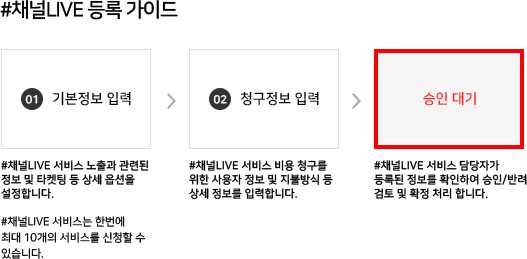 #채널LIVE 등록 가이드
01 기본정보 입력
02 청구정보 입력
승인 대기
#채널LIVE 서비스 노출과 관련된
정보 및 타켓팅 등 상세 옵션을
설정합니다.
#채널LIVE 서비스는 한번에
최대 10개의 서비스를 신청할 수
있습니다.
#채널LIVE 서비스 비용 청구를
위한 사용자 정보 및 지불방식 등
상세 정보를 입력합니다.
#채널LIVE 서비스 담당자가
등록된 정보를 확인하여 승인/반려
검토 및 확정 처리 합니다.